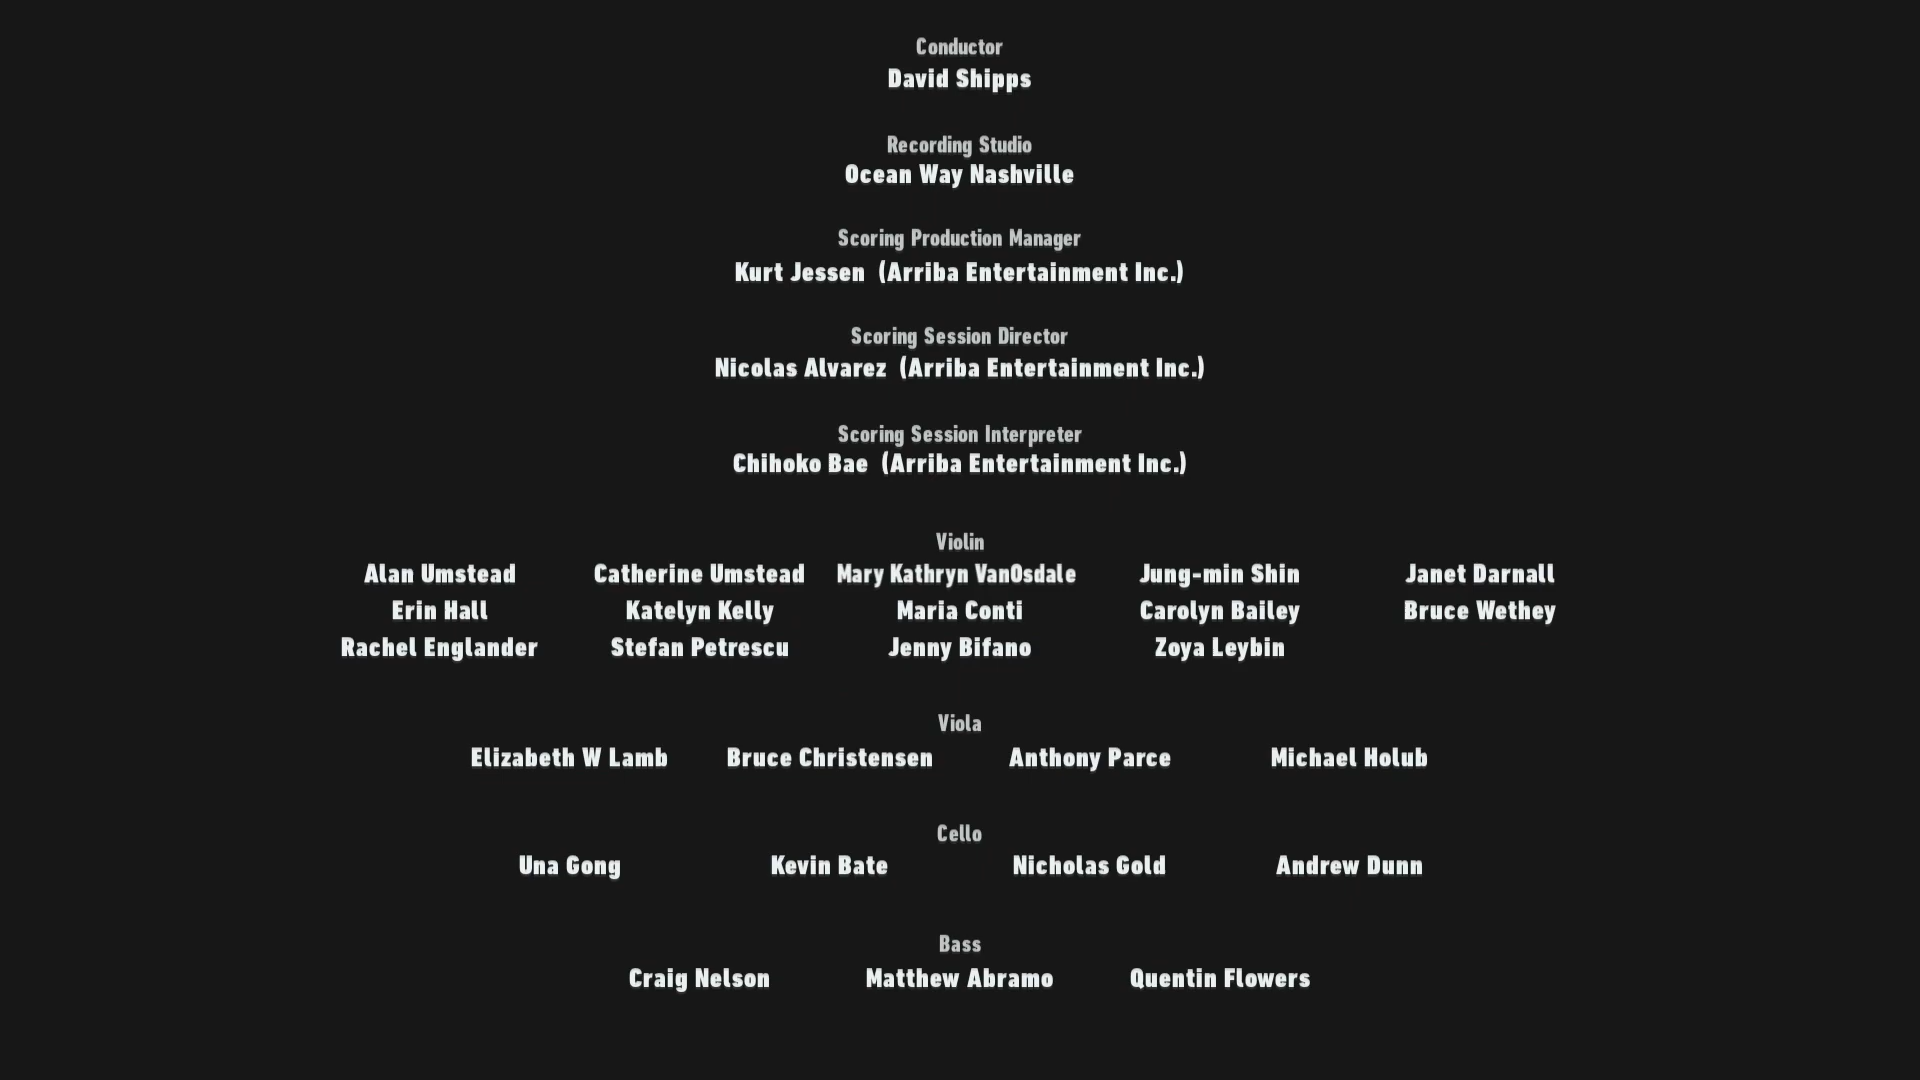 Conductor
David Shipps
Recording Studio
Ocean Way Nashville
Scoring Production Manager
Kurt Jessen (Arriba Entertainment Inc.)
Scoring Session Director
Nicolas Alvarez (Arriba Entertainment Inc.)
Scoring Session Interpreter
Chihoko Bae (Arriba Entertainment Inc.)
Violin
Alan Umstead Catherine Umstead Mary Kathryn VanOsdale Jung-min Shin Janet Darnall
Erin Hall Katelyn Kelly Maria Conti Carolyn Bailey Bruce Wethey
Rachel Englander Stefan Petrescu Jenny Bifano Zoya Leybin
Viola
Elizabeth W Lamb Bruce Christensen Anthony Parce Michael Holub
Cello
Una Gong Kevin Bate Nicholas Gold Andrew Dunn
Bass
Craig Nelson Matthew Abramo Quentin Flowers